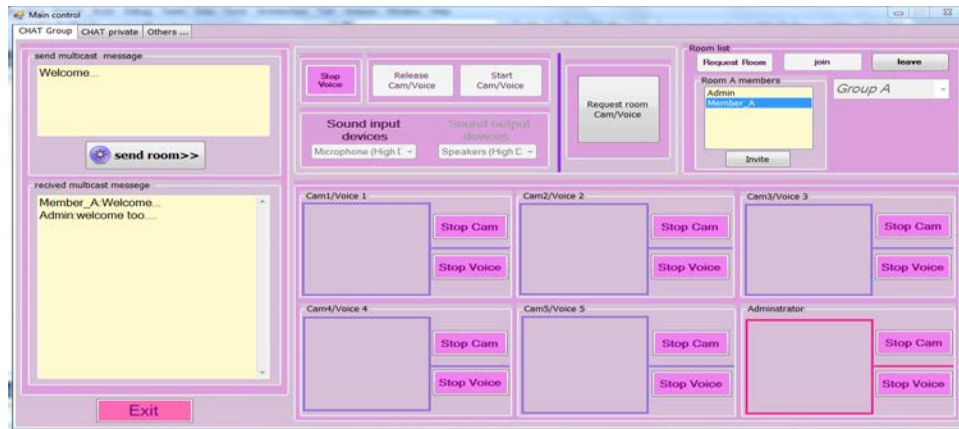 Main control
CHAT Group CHAT private Others ...
send multicast message
Welcome...
send room>>
recived multicast messege
Member_A:Welcome...
Admin:welcome too....
Exit
Stop Voice
Release Cam/Voice
Start Cam/Voice
Sound input devices
Sound output devices
Microphone (High D
Speakers (High D
Request room Cam/Voice
Room list
Request Room join leave
Room A members
Admin
Member_A
Invite
Group A
Cam1/Voice 1
Stop Cam
Stop Voice
Cam2/Voice 2
Stop Cam
Stop Voice
Cam3/Voice 3
Stop Cam
Stop Voice
Cam4/Voice 4
Stop Cam
Stop Voice
Cam5/Voice 5
Stop Cam
Stop Voice
Adminstrator
Stop Cam
Stop Voice